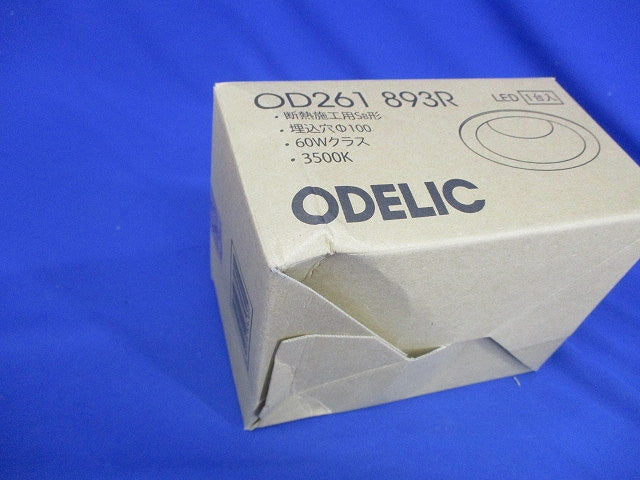 OD261 893R
LED 1台入
・断熱施工用SB形
・埋込穴Φ100
・60Wクラス
・3500K
ODELIC